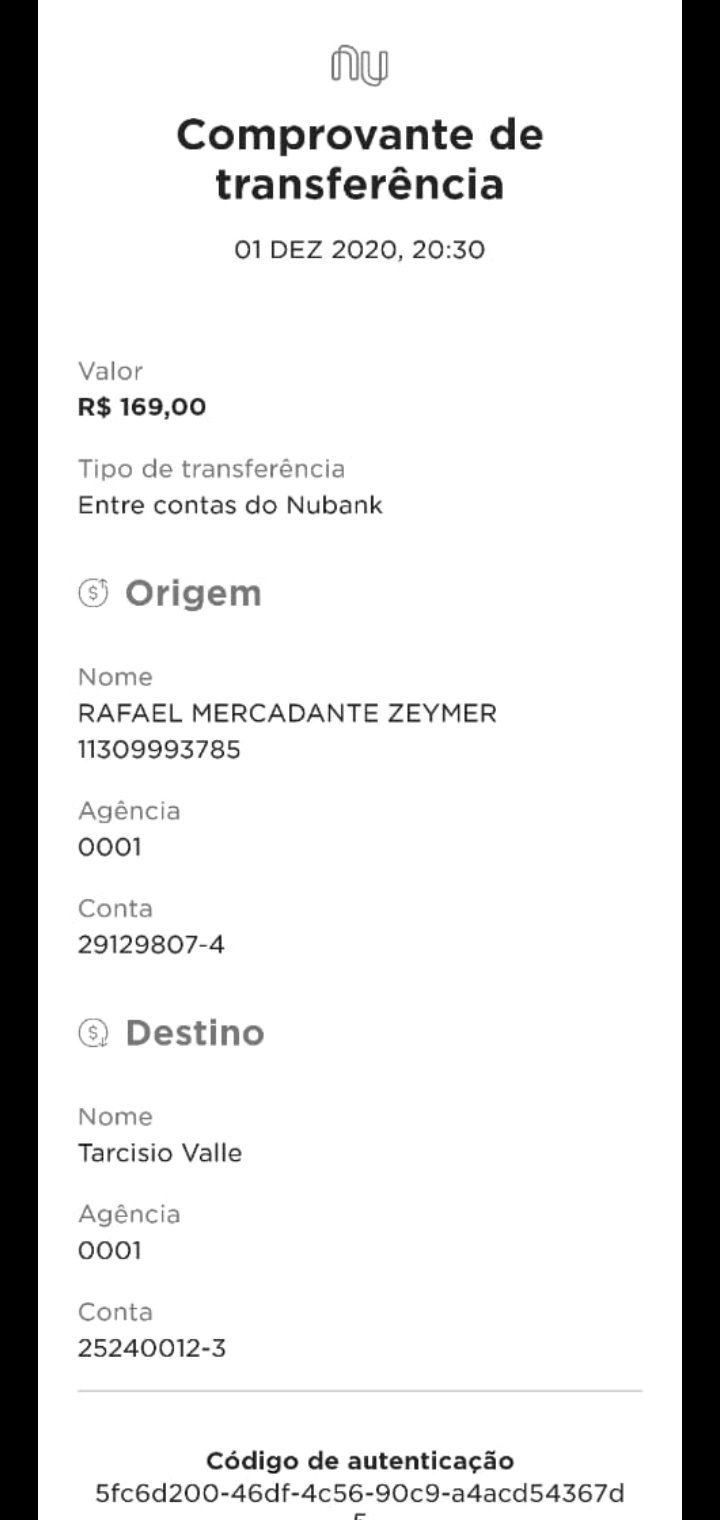 nu
Comprovante de
transferência
01 DEZ 2020, 20:30
Valor
R$ 169,00
Tipo de transferência
Entre contas do Nubank
Origem
Nome
RAFAEL MERCADANTE ZEYMER
11309993785
Agência
0001
Conta
29129807-4
Destino
Nome
Tarcisio Valle
Agência
0001
Conta
25240012-3
Código de autenticação
5fc6d200-46df-4c56-90c9-a4acd54367d